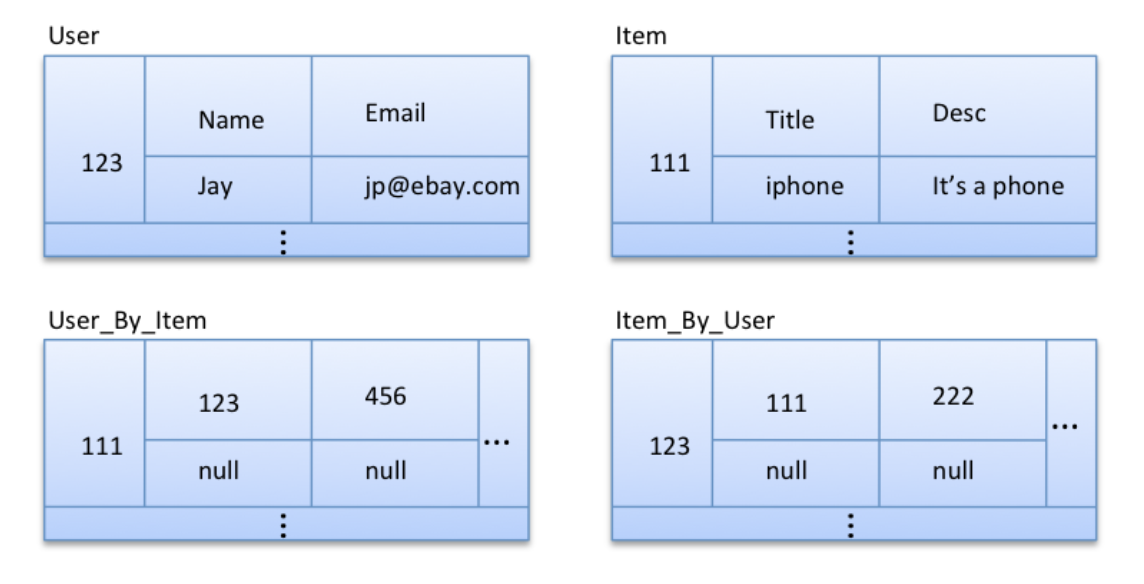 User
Name
Email
123
Jay
jp@ebay.com
⋮
Item
Title
Desc
111
iphone
It’s a phone
⋮
User_By_Item
123
456
...
111
null
null
⋮
Item_By_User
111
222
...
123
null
null
⋮